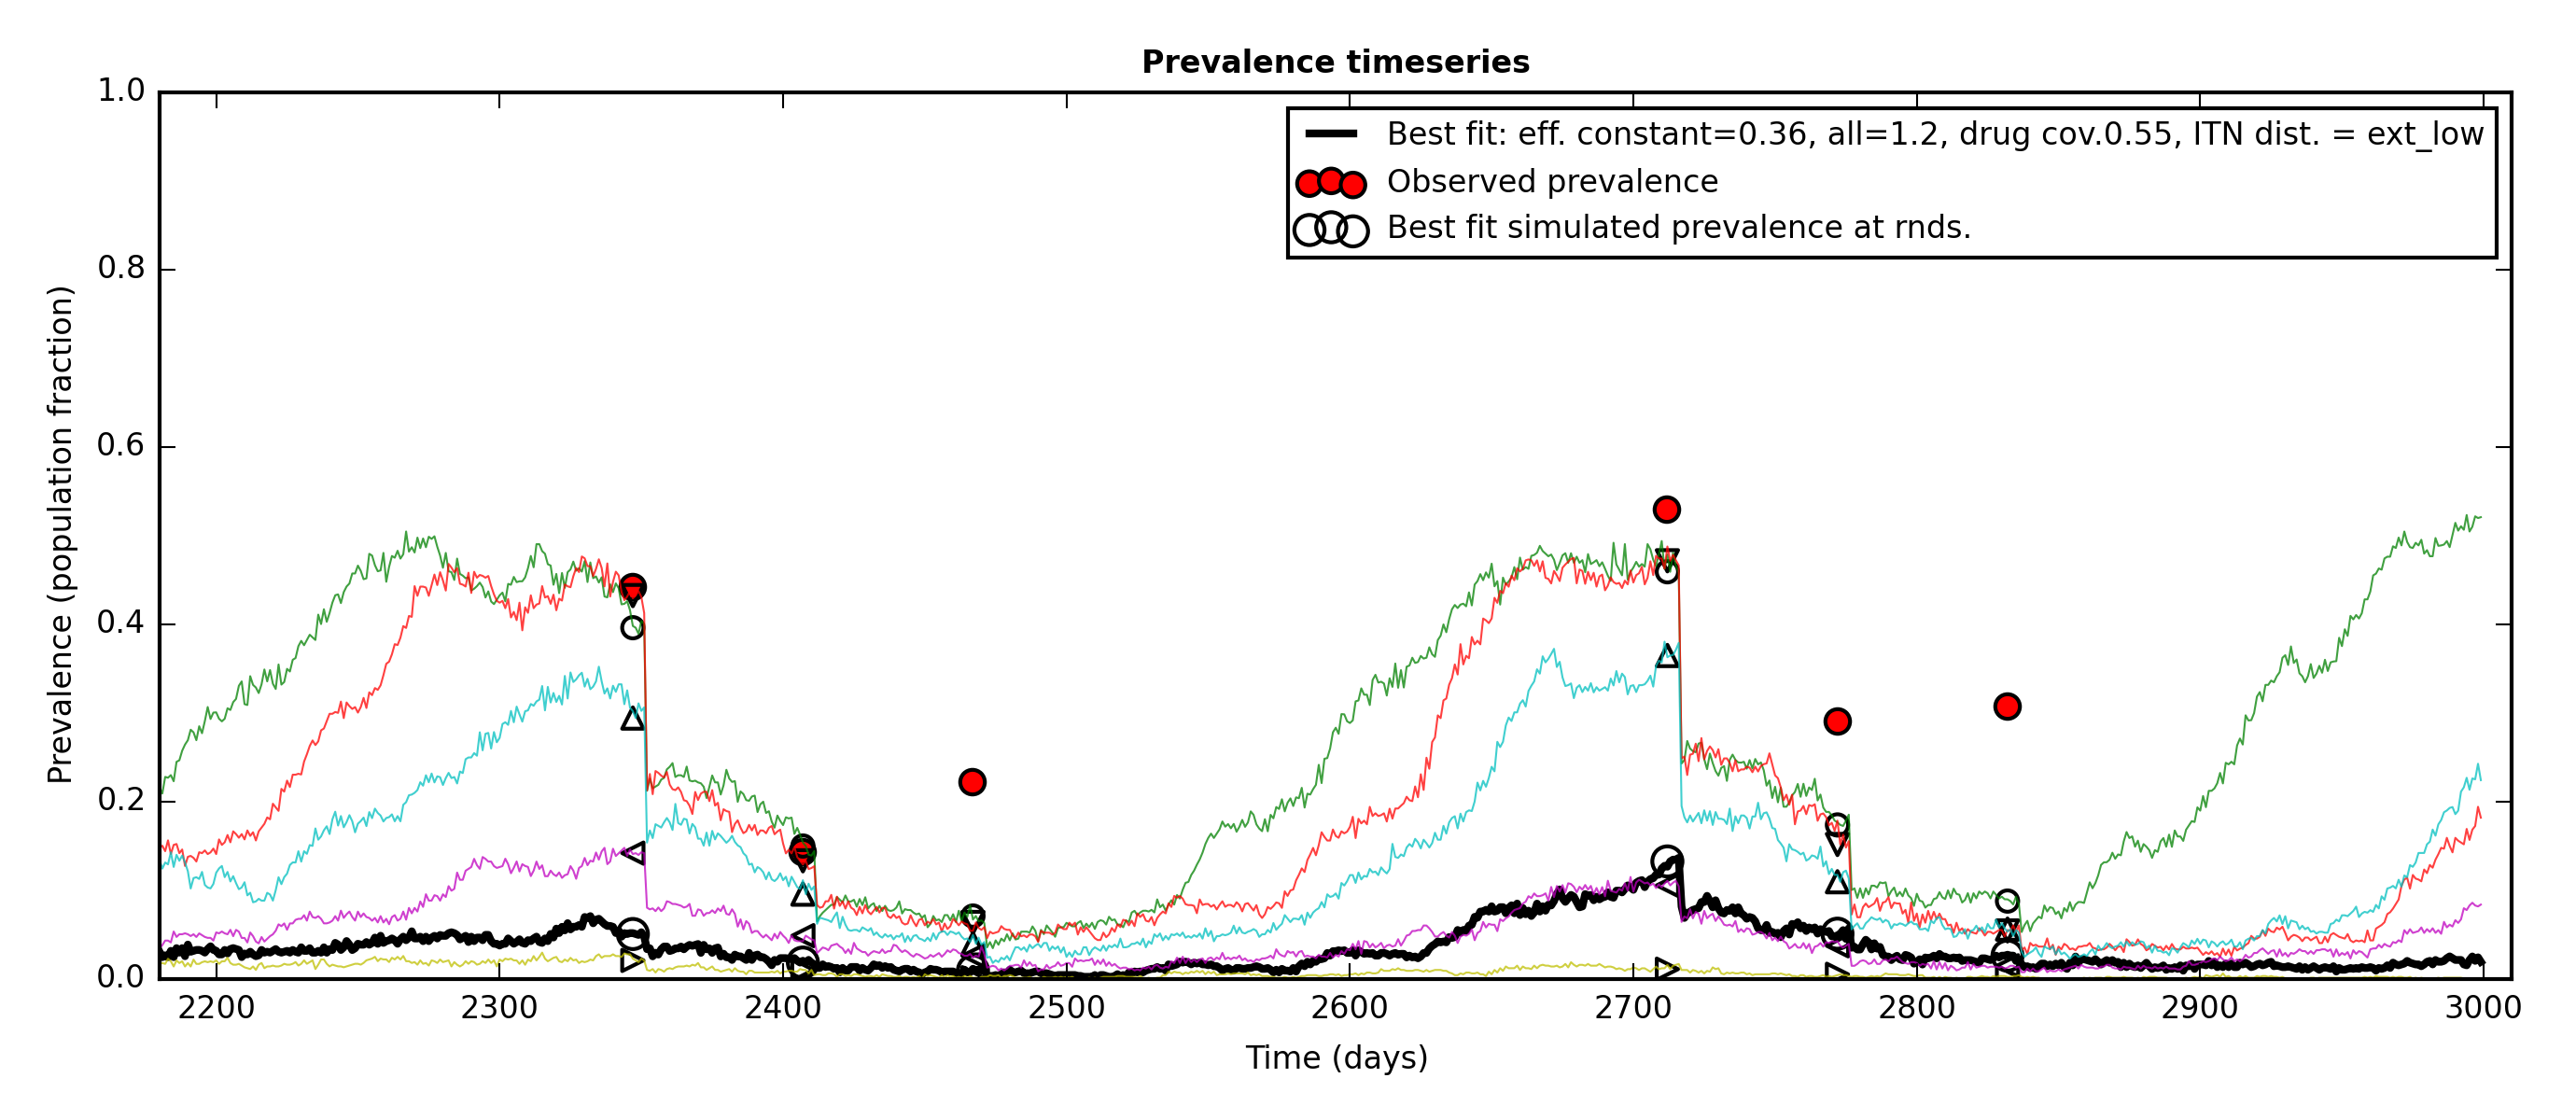 Prevalence timeseries
1.0
0.8
0.6
0.4
0.2
0.0
Prevalence (population fraction)
Best fit: eff. constant=0.36, all=1.2, drug cov.0.55, ITN dist. = ext_low
Observed prevalence
Best fit simulated prevalence at rnds.
2200 2300 2400 2500 2600 2700 2800 2900 3000
Time (days)